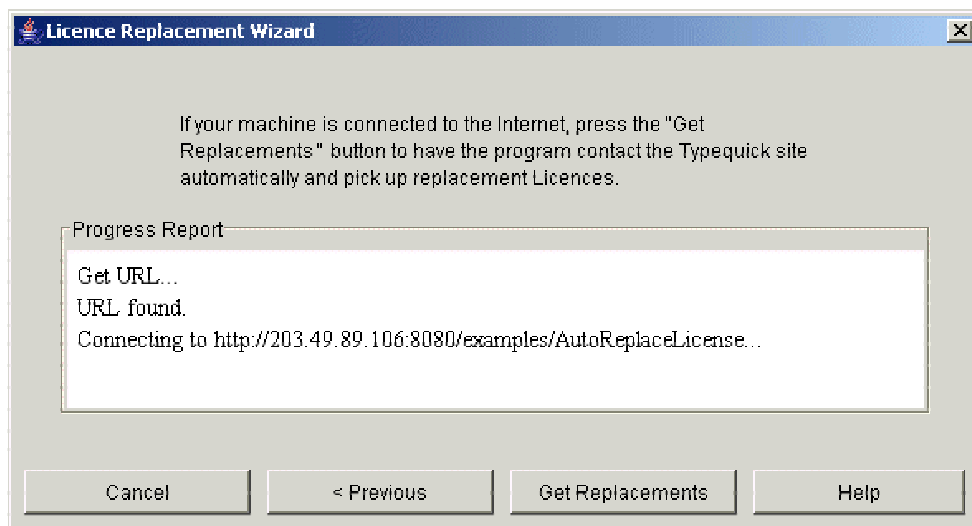 Licence Replacement Wizard
If your machine is connected to the Internet, press the "Get
Replacements" button to have the program contact the Typequick site
automatically and pick up replacement Licences.
Progress Report
Get URL...
URL found.
Connecting to http://203.49.89.106:8080/examples/AutoReplaceLicense...
Cancel
< Previous
Get Replacements
Help